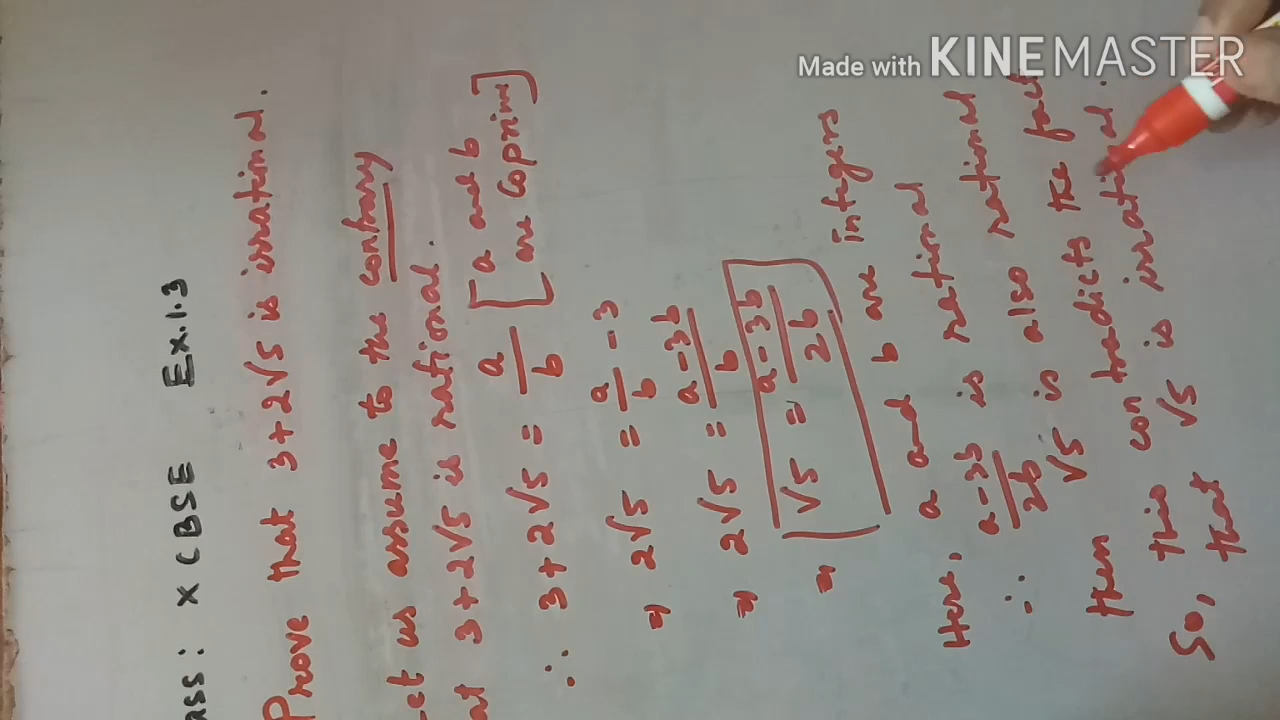 Made with KINEMASTER
ass: X CBSE Ex.1.3
Prove that 3+2√5 is irrational.
et us assume to the contrary
at 3+2√5 is rational.
∴ 3+2√5 = a/b [a and b are coprime]
⇒ 2√5 = a/b - 3
⇒ 2√5 = a-3b/b
⇒ √5 = a-3b/2b
Here, a and b are integers
∴ a-3b/2b is rational
then √5 is also rational
So, this contradicts the fact
that √5 is irrational.